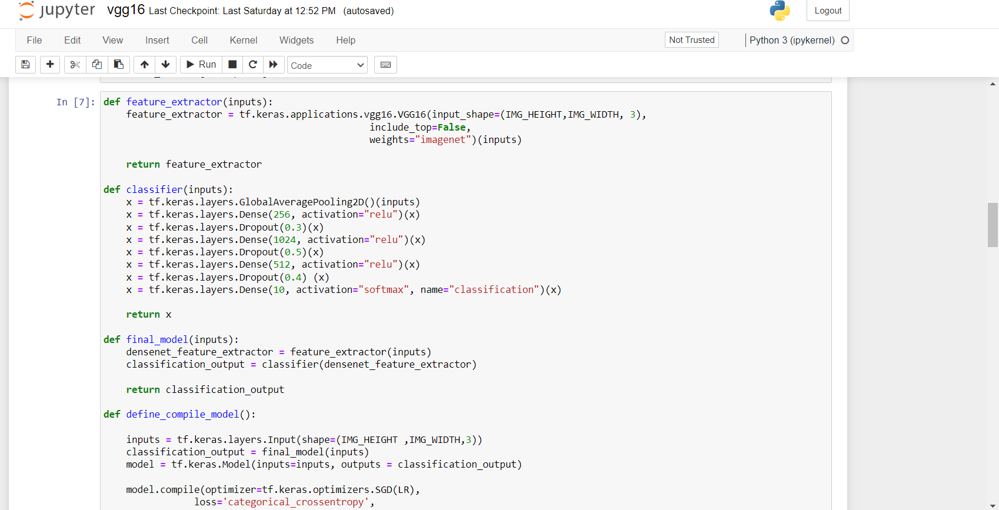 jupyter vgg16 Last Checkpoint: Last Saturday at 12:52 PM (autosaved) Logout
File Edit View Insert Cell Kernel Widgets Help Not Trusted Python 3 (ipykernel)
Run Code
In [7]:
def feature_extractor(inputs):
    feature_extractor = tf.keras.applications.vgg16.VGG16(input_shape=(IMG_HEIGHT,IMG_WIDTH, 3),
                                               include_top=False,
                                               weights="imagenet")(inputs)
    return feature_extractor
def classifier(inputs):
    x = tf.keras.layers.GlobalAveragePooling2D()(inputs)
    x = tf.keras.layers.Dense(256, activation="relu")(x)
    x = tf.keras.layers.Dropout(0.3)(x)
    x = tf.keras.layers.Dense(1024, activation="relu")(x)
    x = tf.keras.layers.Dropout(0.5)(x)
    x = tf.keras.layers.Dense(512, activation="relu")(x)
    x = tf.keras.layers.Dropout(0.4) (x)
    x = tf.keras.layers.Dense(10, activation="softmax", name="classification")(x)
    return x
def final_model(inputs):
    densenet_feature_extractor = feature_extractor(inputs)
    classification_output = classifier(densenet_feature_extractor)
    return classification_output
def define_compile_model():
    inputs = tf.keras.layers.Input(shape=(IMG_HEIGHT ,IMG_WIDTH,3))
    classification_output = final_model(inputs)
    model = tf.keras.Model(inputs=inputs, outputs = classification_output)
    model.compile(optimizer=tf.keras.optimizers.SGD(LR),
                loss='categorical_crossentropy',